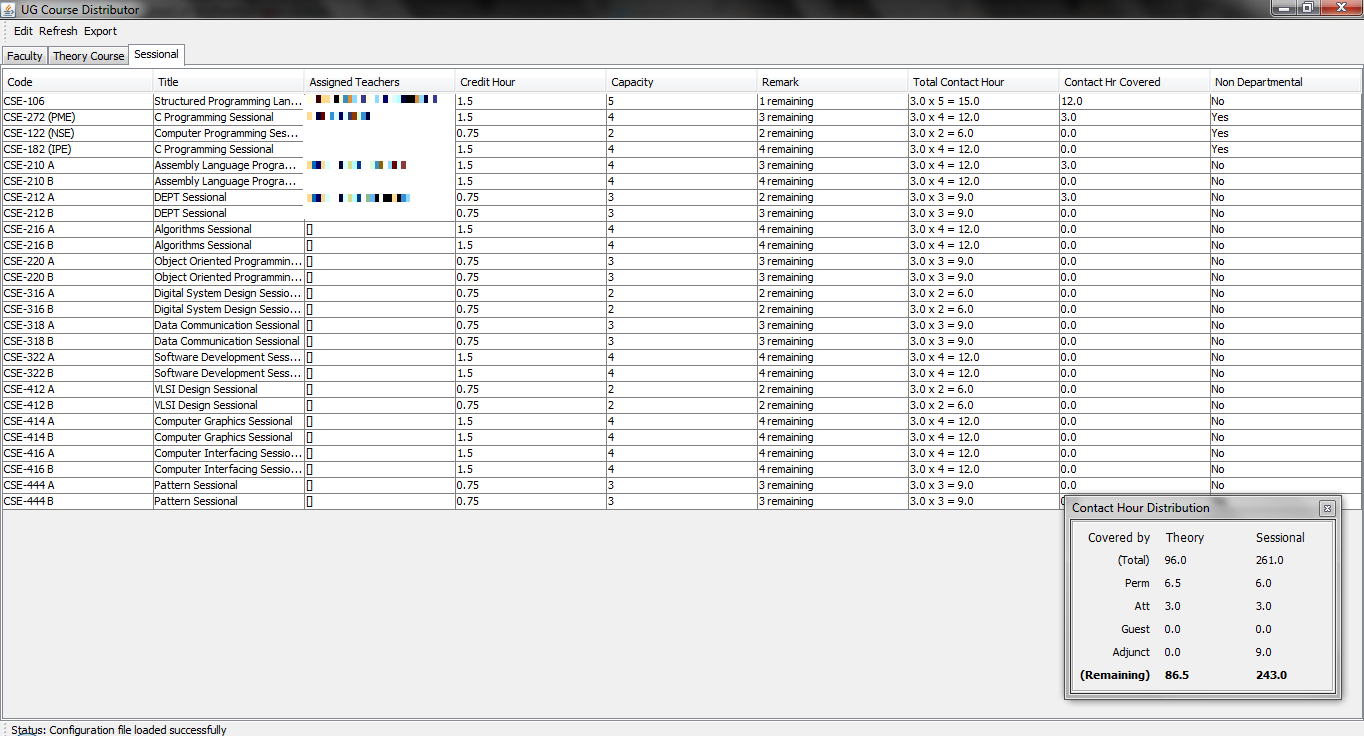 UG Course Distributor
Edit Refresh Export
Faculty Theory Course Sessional
Code Title Assigned Teachers Credit Hour Capacity Remark Total Contact Hour Contact Hr Covered Non Departmental
CSE-106 Structured Programming Lan... 1.5 5 1 remaining 3.0 x 5 = 15.0 12.0 No
CSE-272 (PME) C Programming Sessional 1.5 4 3 remaining 3.0 x 4 = 12.0 3.0 Yes
CSE-122 (NSE) Computer Programming Ses... 0.75 2 2 remaining 3.0 x 2 = 6.0 0.0 Yes
CSE-182 (IPE) C Programming Sessional 1.5 4 4 remaining 3.0 x 4 = 12.0 0.0 Yes
CSE-210 A Assembly Language Progra... 1.5 4 3 remaining 3.0 x 4 = 12.0 3.0 No
CSE-210 B Assembly Language Progra... 1.5 4 4 remaining 3.0 x 4 = 12.0 0.0 No
CSE-212 A DEPT Sessional 0.75 3 2 remaining 3.0 x 3 = 9.0 3.0 No
CSE-212 B DEPT Sessional 0.75 3 3 remaining 3.0 x 3 = 9.0 0.0 No
CSE-216 A Algorithms Sessional [] 1.5 4 4 remaining 3.0 x 4 = 12.0 0.0 No
CSE-216 B Algorithms Sessional [] 1.5 4 4 remaining 3.0 x 4 = 12.0 0.0 No
CSE-220 A Object Oriented Programmin... [] 0.75 3 3 remaining 3.0 x 3 = 9.0 0.0 No
CSE-220 B Object Oriented Programmin... [] 0.75 3 3 remaining 3.0 x 3 = 9.0 0.0 No
CSE-316 A Digital System Design Sessio... [] 0.75 2 2 remaining 3.0 x 2 = 6.0 0.0 No
CSE-316 B Digital System Design Sessio... [] 0.75 2 2 remaining 3.0 x 2 = 6.0 0.0 No
CSE-318 A Data Communication Sessional [] 0.75 3 3 remaining 3.0 x 3 = 9.0 0.0 No
CSE-318 B Data Communication Sessional [] 0.75 3 3 remaining 3.0 x 3 = 9.0 0.0 No
CSE-322 A Software Development Sess... [] 1.5 4 4 remaining 3.0 x 4 = 12.0 0.0 No
CSE-322 B Software Development Sess... [] 1.5 4 4 remaining 3.0 x 4 = 12.0 0.0 No
CSE-412 A VLSI Design Sessional [] 0.75 2 2 remaining 3.0 x 2 = 6.0 0.0 No
CSE-412 B VLSI Design Sessional [] 0.75 2 2 remaining 3.0 x 2 = 6.0 0.0 No
CSE-414 A Computer Graphics Sessional [] 1.5 4 4 remaining 3.0 x 4 = 12.0 0.0 No
CSE-414 B Computer Graphics Sessional [] 1.5 4 4 remaining 3.0 x 4 = 12.0 0.0 No
CSE-416 A Computer Interfacing Sessio... [] 1.5 4 4 remaining 3.0 x 4 = 12.0 0.0 No
CSE-416 B Computer Interfacing Sessio... [] 1.5 4 4 remaining 3.0 x 4 = 12.0 0.0 No
CSE-444 A Pattern Sessional [] 0.75 3 3 remaining 3.0 x 3 = 9.0 0.0 No
CSE-444 B Pattern Sessional [] 0.75 3 3 remaining 3.0 x 3 = 9.0
Contact Hour Distribution
Covered by Theory Sessional
(Total) 96.0 261.0
Perm 6.5 6.0
Att 3.0 3.0
Guest 0.0 0.0
Adjunct 0.0 9.0
(Remaining) 86.5 243.0
Status: Configuration file loaded successfully